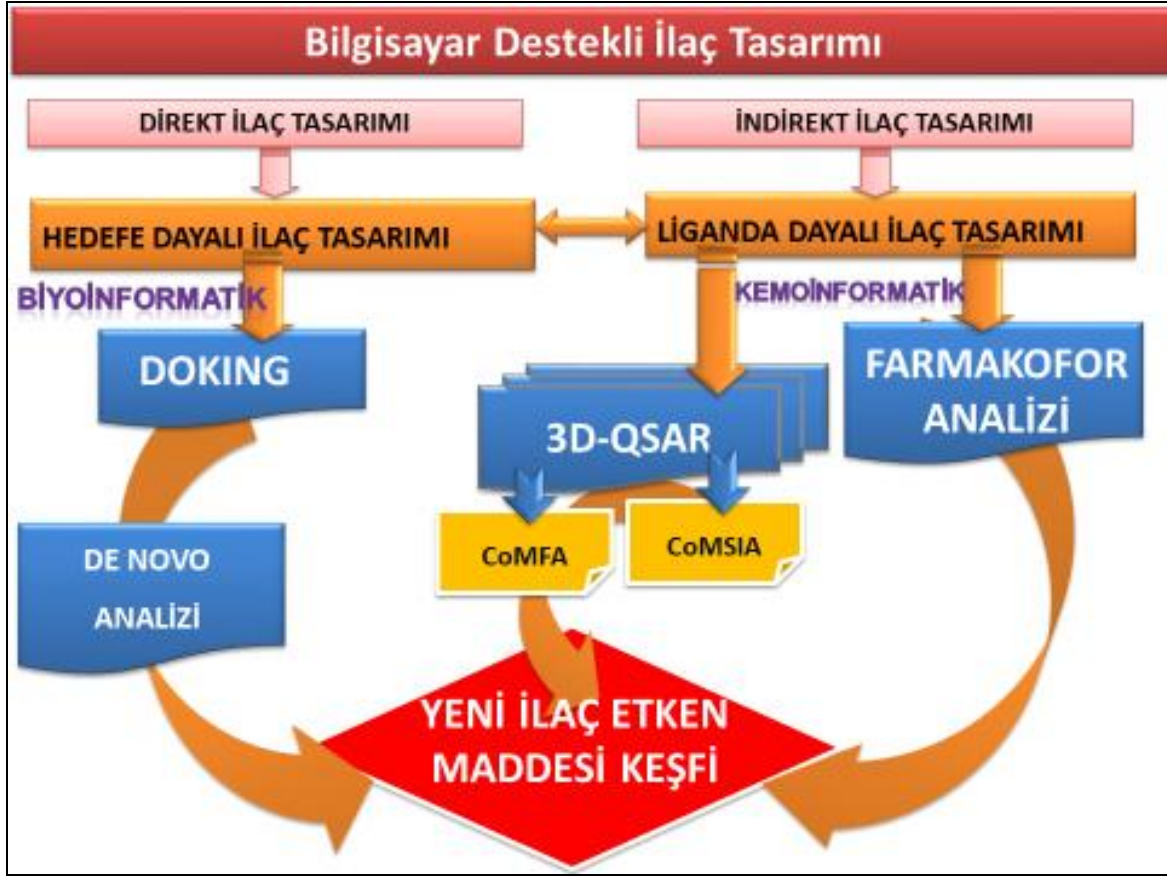 Bilgisayar Destekli İlaç Tasarımı
DİREKT İLAÇ TASARIMI
İNDİREKT İLAÇ TASARIMI
HEDEFE DAYALI İLAÇ TASARIMI
LİGANDA DAYALI İLAÇ TASARIMI
BİYOİNFORMATİK
KEMOİNFORMATİK
DOKING
FARMAKOFOR
ANALİZİ
3D-QSAR
CoMFA
CoMSIA
DE NOVO
ANALİZİ
YENİ İLAÇ ETKEN
MADDESİ KEŞFİ